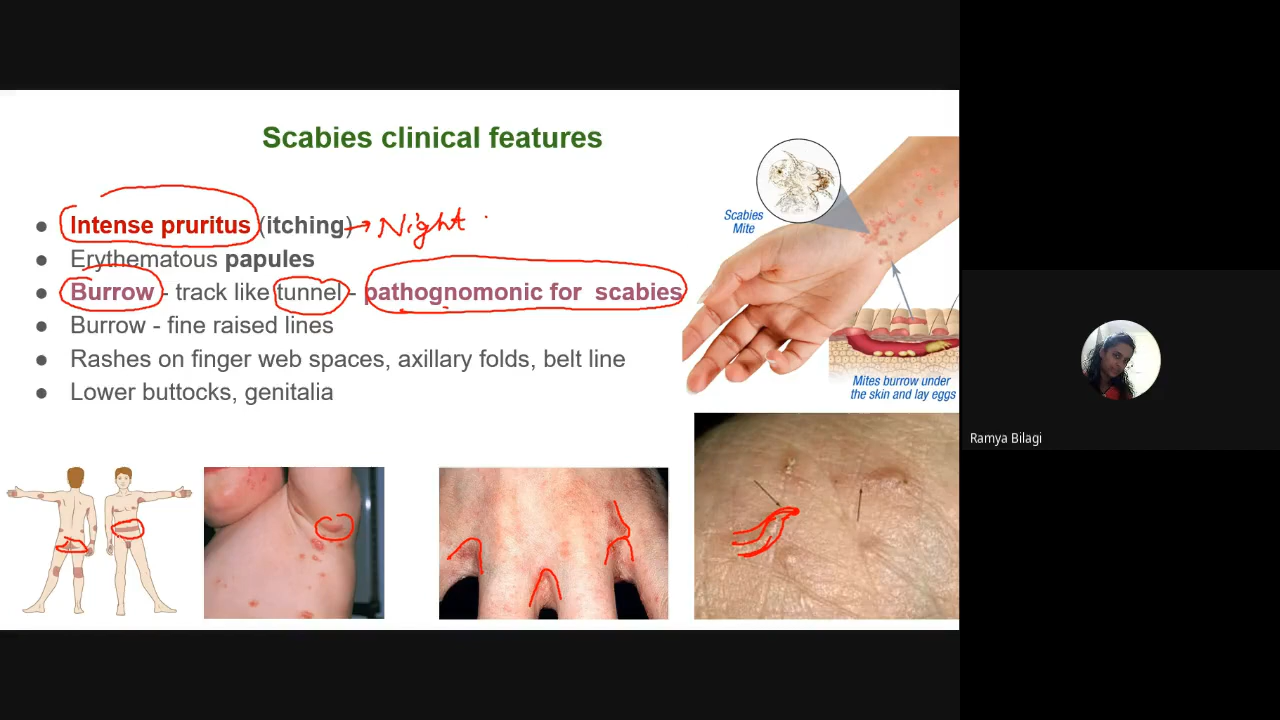 Scabies clinical features
● Intense pruritus (itching) → Night
● Erythematous papules
● Burrow - track like tunnel - pathognomonic for scabies
● Burrow - fine raised lines
● Rashes on finger web spaces, axillary folds, belt line
● Lower buttocks, genitalia
Scabies
Mite
Mites burrow under
the skin and lay eggs
Ramya Bilagi